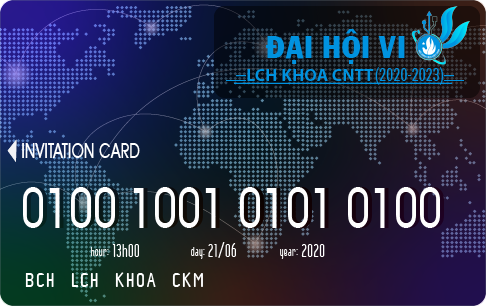 ĐẠI HỘI VI
LCH KHOA CNTT(2020-2023)
INVITATION CARD
0100 1001 0101 0100
hour: 13h00 day: 21/06 year: 2020
BCH LCH KHOA CKM